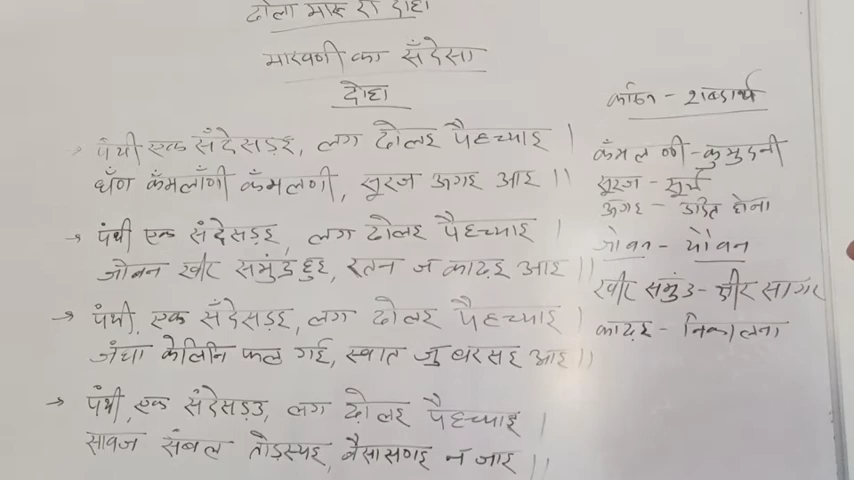 ढोला मारू रा दोहा
मारवणी का सँदेसा
दोहा
पंथी एक सँदेसड़इ, लग ढोलइ पैहच्याइ |
धँण कँमलाँणी कँमलणी, सूरज ऊगइ आइ ||
पंथी एक संदेसड़इ, लग ढोलइ पैहच्याइ |
जोबन खीर समुंद्र हुइ, रतन ज काढइ आइ ||
पंथी, एक सँदेसड़इ, लग ढोलइ पैहच्याइ |
जंघा केलिनि फल गई, स्वात जु बरसइ आइ ||
पंथी, एक संदेसड़उ, लग ढोलइ पैहच्याइ |
सावज संबल तोड़स्यइ, बैसासणइ न जाइ ||
कठिन - शब्दार्थ
कँमलणी - कुमुदनी
सूरज - सूर्य
ऊगइ - उदित होना
जोबन - यौवन
खीर समुंद्र - क्षीर सागर
काढइ - निकालना